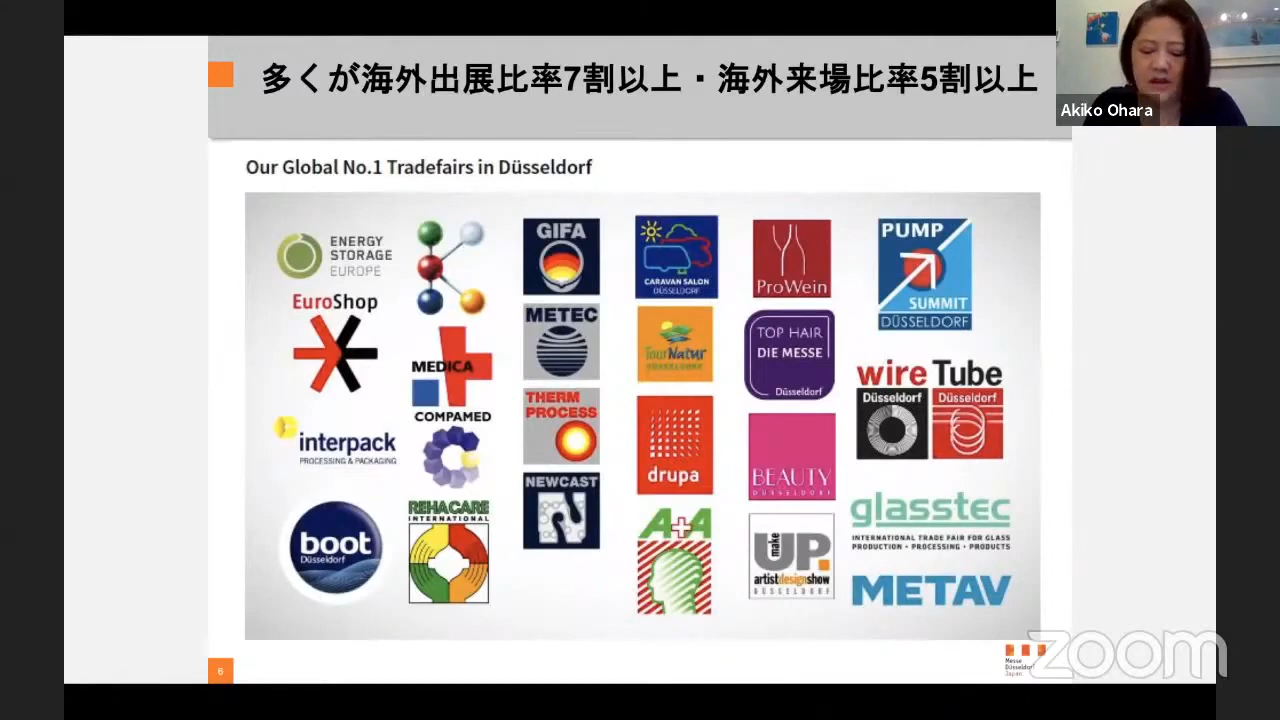 多くが海外出展比率7割以上・海外来場比率5割以上
Akiko Ohara
Our Global No.1 Tradefairs in Düsseldorf
ENERGY
STORAGE
EUROPE
EuroShop
interpack
PROCESSING & PACKAGING
boot
Düsseldorf
MEDICA
COMPAMED
REHACARE
INTERNATIONAL
GIFA
METEC
THERM
PROCESS
NEWCAST
CARAVAN SALON
DÜSSELDORF
TourNatur
DÜSSELDORF
drupa
A+A
ProWein
TOP HAIR
DIE MESSE
Düsseldorf
BEAUTY
DÜSSELDORF
make
UP.
artistdesignshow
DÜSSELDORF
PUMP
SUMMIT
DÜSSELDORF
wire Tube
Düsseldorf Düsseldorf
glasstec
INTERNATIONAL TRADE FAIR FOR GLASS
PRODUCTION • PROCESSING • PRODUCTS
METAV
6
Messe
Düsseldorf
Japan
zoom